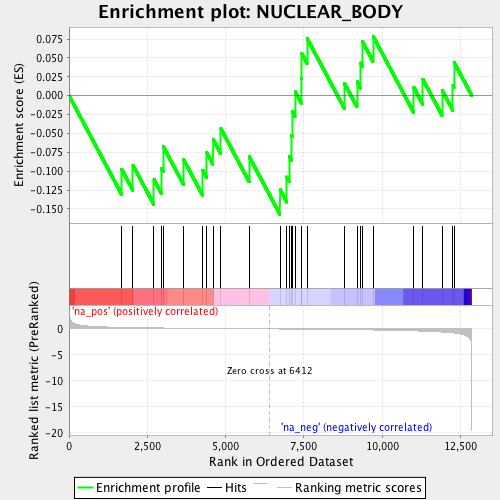 Enrichment plot: NUCLEAR_BODY
Enrichment score (ES)
0.075
0.050
0.025
0.000
-0.025
-0.050
-0.075
-0.100
-0.125
-0.150
'na_pos' (positively correlated)
Ranked list metric (PreRanked)
0
-5
-10
-15
-20
Zero cross at 6412
'na_neg' (negatively correlated)
0
2,500
5,000
7,500
10,000
12,500
Rank in Ordered Dataset
Enrichment profile
Hits
Ranking metric scores